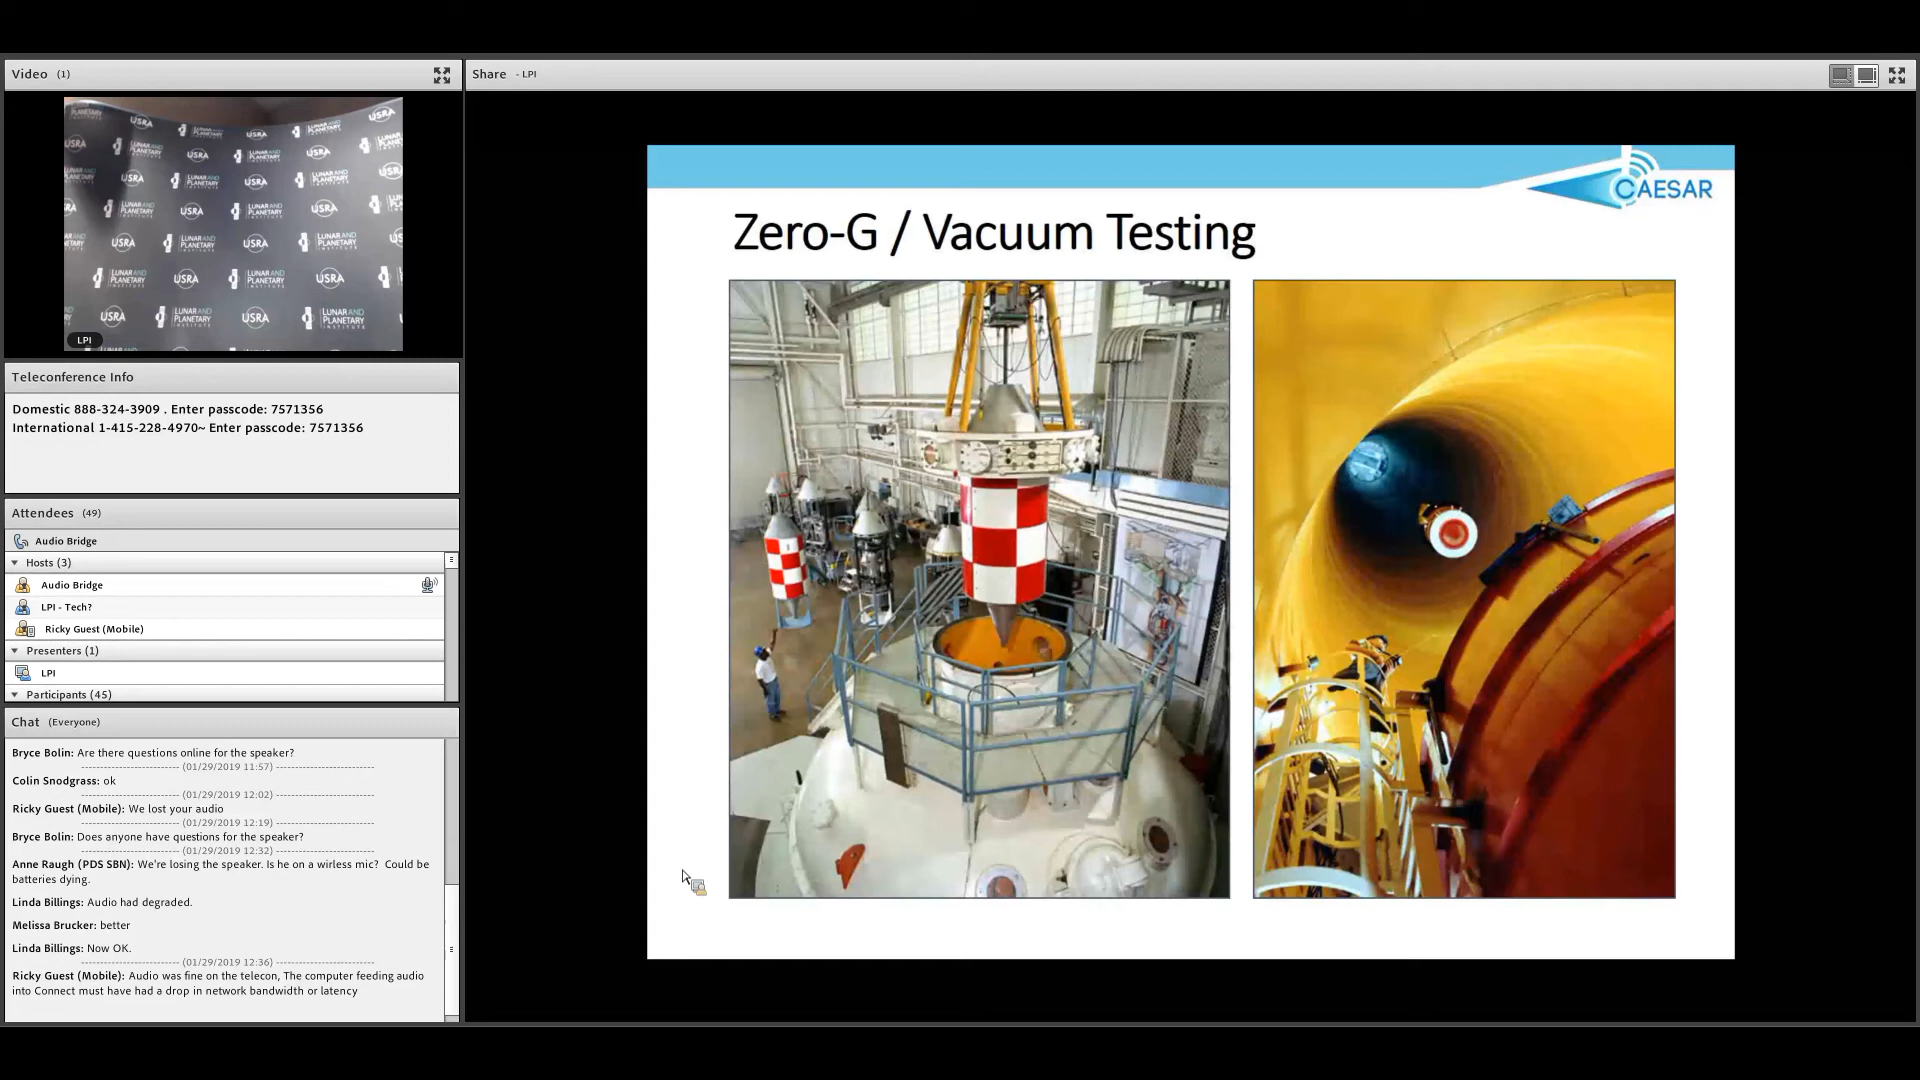 Video (1)
USRA
LUNAR AND PLANETARY INSTITUTE
LPI
Teleconference Info
Domestic 888-324-3909 . Enter passcode: 7571356
International 1-415-228-4970~ Enter passcode: 7571356
Attendees (49)
Audio Bridge
Hosts (3)
Audio Bridge
LPI - Tech?
Ricky Guest (Mobile)
Presenters (1)
LPI
Participants (45)
Chat (Everyone)
Bryce Bolin: Are there questions online for the speaker?
(01/29/2019 11:57)
Colin Snodgrass: ok
(01/29/2019 12:02)
Ricky Guest (Mobile): We lost your audio
(01/29/2019 12:19)
Bryce Bolin: Does anyone have questions for the speaker?
(01/29/2019 12:32)
Anne Raugh (PDS SBN): We're losing the speaker. Is he on a wirless mic? Could be
batteries dying.
Linda Billings: Audio had degraded.
Melissa Brucker: better
Linda Billings: Now OK.
(01/29/2019 12:36)
Ricky Guest (Mobile): Audio was fine on the telecon, The computer feeding audio
into Connect must have had a drop in network bandwidth or latency
Share - LPI
CAESAR
Zero-G / Vacuum Testing